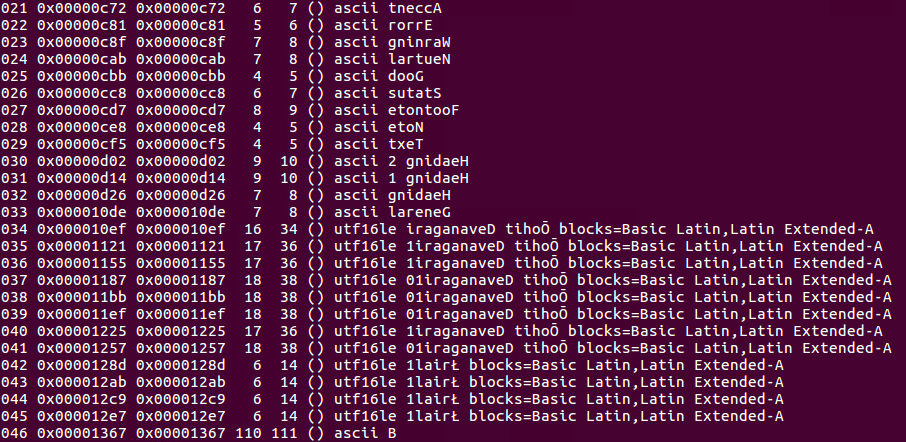 021 0x00000c72 0x00000c72 6 7 () ascii tneccA
022 0x00000c81 0x00000c81 5 6 () ascii rorrE
023 0x00000c8f 0x00000c8f 7 8 () ascii gninraW
024 0x00000cab 0x00000cab 7 8 () ascii lartueN
025 0x00000cbb 0x00000cbb 4 5 () ascii dooG
026 0x00000cc8 0x00000cc8 6 7 () ascii sutatS
027 0x00000cd7 0x00000cd7 8 9 () ascii etontooF
028 0x00000ce8 0x00000ce8 4 5 () ascii etoN
029 0x00000cf5 0x00000cf5 4 5 () ascii txeT
030 0x00000d02 0x00000d02 9 10 () ascii 2 gnidaeH
031 0x00000d14 0x00000d14 9 10 () ascii 1 gnidaeH
032 0x00000d26 0x00000d26 7 8 () ascii gnidaeH
033 0x000010de 0x000010de 7 8 () ascii lareneG
034 0x000010ef 0x000010ef 16 34 () utf16le iraganaveD tihoŌ blocks=Basic Latin,Latin Extended-A
035 0x00001121 0x00001121 17 36 () utf16le 1iraganaveD tihoŌ blocks=Basic Latin,Latin Extended-A
036 0x00001155 0x00001155 17 36 () utf16le 1iraganaveD tihoŌ blocks=Basic Latin,Latin Extended-A
037 0x00001187 0x00001187 18 38 () utf16le 01iraganaveD tihoŌ blocks=Basic Latin,Latin Extended-A
038 0x000011bb 0x000011bb 18 38 () utf16le 01iraganaveD tihoŌ blocks=Basic Latin,Latin Extended-A
039 0x000011ef 0x000011ef 18 38 () utf16le 01iraganaveD tihoŌ blocks=Basic Latin,Latin Extended-A
040 0x00001225 0x00001225 17 36 () utf16le 1iraganaveD tihoŌ blocks=Basic Latin,Latin Extended-A
041 0x00001257 0x00001257 18 38 () utf16le 01iraganaveD tihoŌ blocks=Basic Latin,Latin Extended-A
042 0x0000128d 0x0000128d 6 14 () utf16le 1lairŁ blocks=Basic Latin,Latin Extended-A
043 0x000012ab 0x000012ab 6 14 () utf16le 1lairŁ blocks=Basic Latin,Latin Extended-A
044 0x000012c9 0x000012c9 6 14 () utf16le 1lairŁ blocks=Basic Latin,Latin Extended-A
045 0x000012e7 0x000012e7 6 14 () utf16le 1lairŁ blocks=Basic Latin,Latin Extended-A
046 0x00001367 0x00001367 110 111 () ascii B